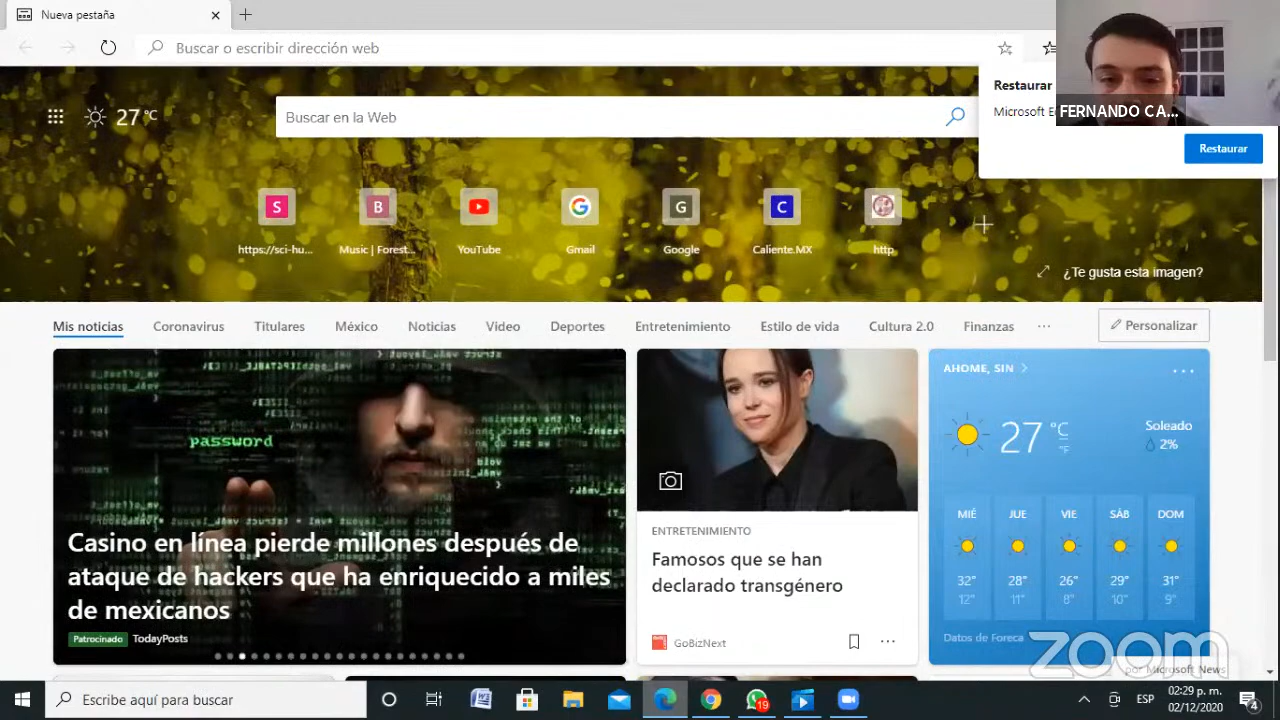 Nueva pestaña
Buscar o escribir dirección web
Restaurar
Microsoft E
FERNANDO CA...
Restaurar
27 °C
Buscar en la Web
S
B
G
C
https://sci-hu...
Music | Forest...
YouTube
Gmail
Google
Caliente.MX
http
¿Te gusta esta imagen?
Mis noticias
Coronavirus
Titulares
México
Noticias
Video
Deportes
Entretenimiento
Estilo de vida
Cultura 2.0
Finanzas
...
Personalizar
password
Casino en línea pierde millones después de
ataque de hackers que ha enriquecido a miles
de mexicanos
Patrocinado TodayPosts
ENTRETENIMIENTO
Famosos que se han
declarado transgénero
GoBizNext
AHOME, SIN
27 °C
°F
Soleado
2%
MIÉ JUE VIE SÁB DOM
32° 28° 26° 29° 31°
12° 11° 8° 10° 9°
Datos de Foreca
zoom
por Microsoft News
Escribe aquí para buscar
19
ESP
02:29 p. m.
02/12/2020
4